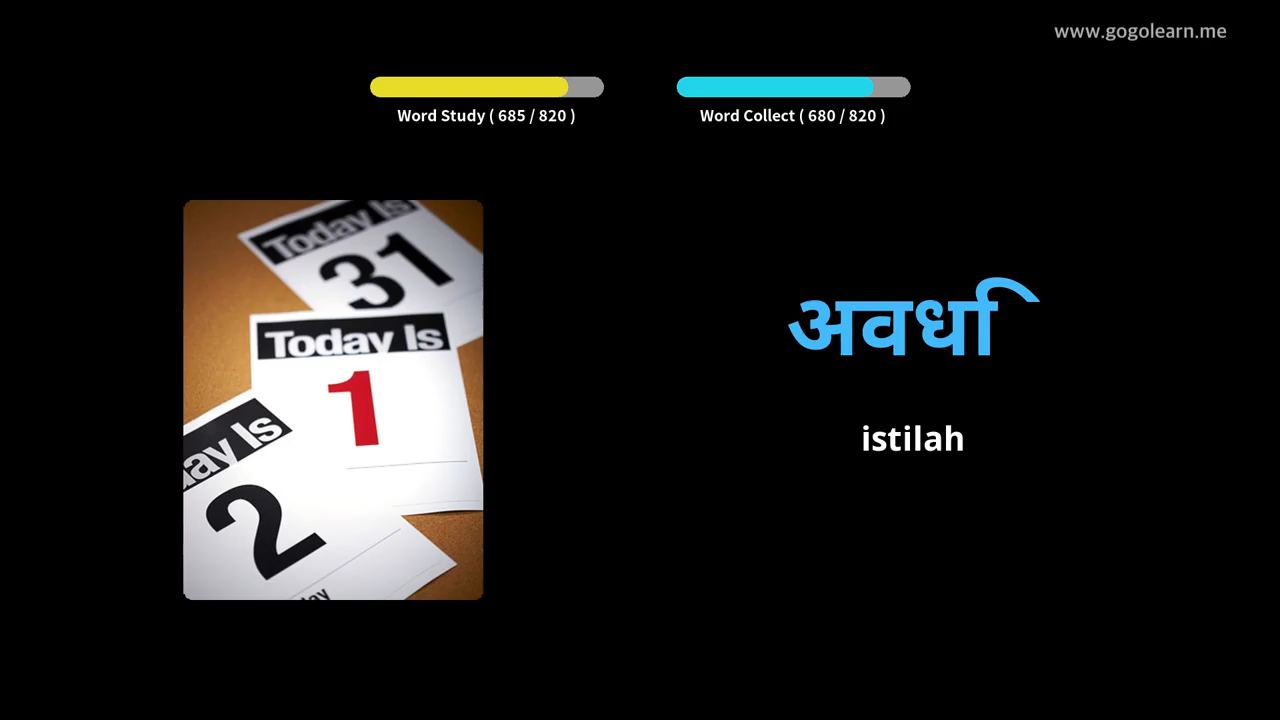 www.gogolearn.me
Word Study ( 685 / 820 )
Word Collect ( 680 / 820 )
Today Is
31
Today Is
1
अवधि
istilah
ay Is
2
ay